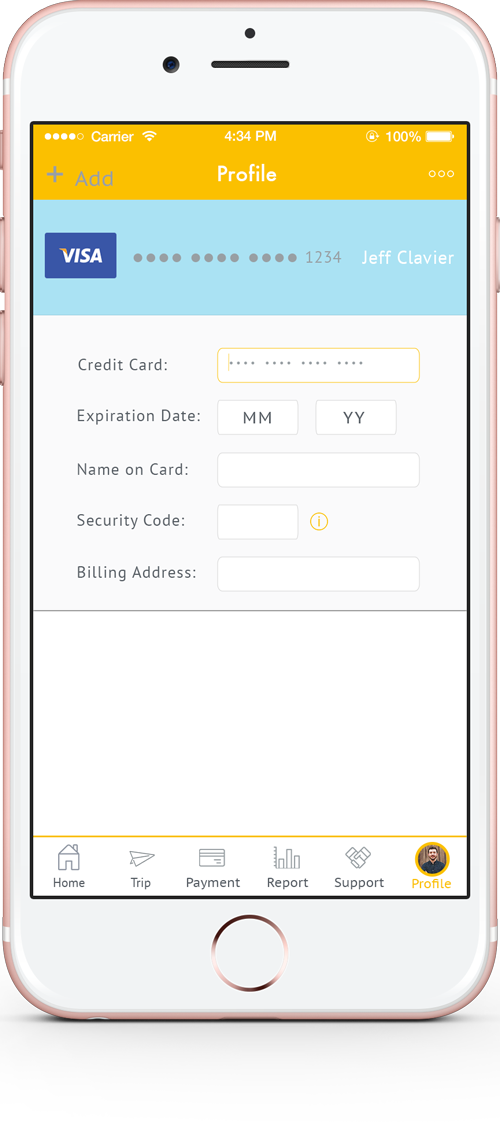 Carrier 4:34 PM 100%
+ Add Profile
VISA •••• •••• •••• 1234 Jeff Clavier
Credit Card: •••• •••• •••• ••••
Expiration Date: MM YY
Name on Card:
Security Code: i
Billing Address:
Home Trip Payment Report Support Profile